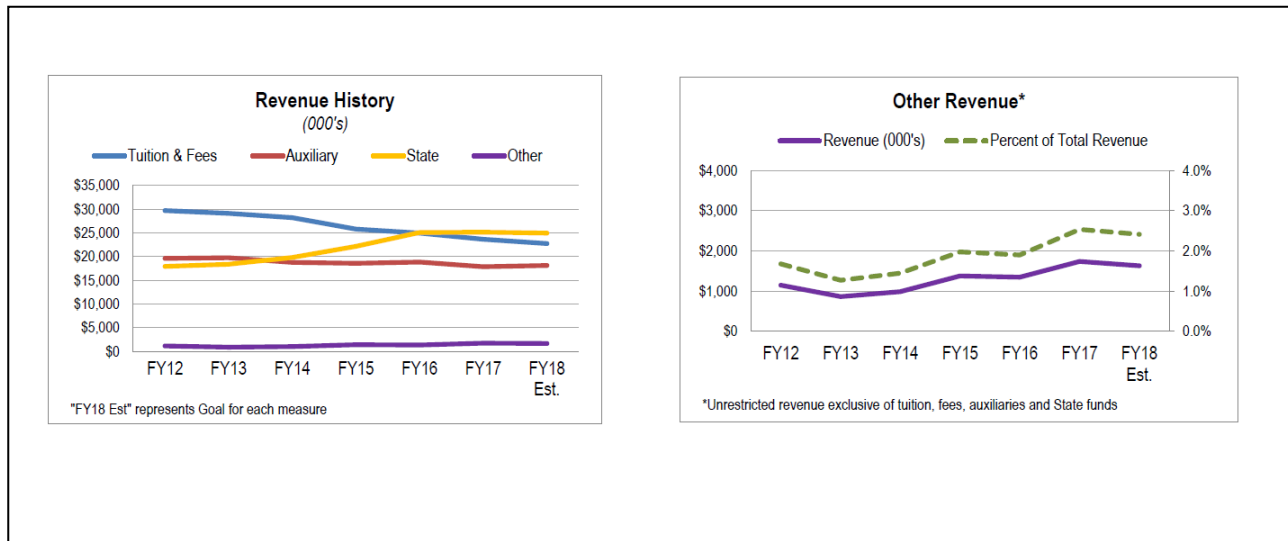 Revenue History
(000's)
Tuition & Fees Auxiliary State Other
$35,000
$30,000
$25,000
$20,000
$15,000
$10,000
$5,000
$0
FY12 FY13 FY14 FY15 FY16 FY17 FY18
Est.
"FY18 Est" represents Goal for each measure
Other Revenue*
Revenue (000's) Percent of Total Revenue
$4,000 4.0%
$3,000 3.0%
$2,000 2.0%
$1,000 1.0%
$0 0.0%
FY12 FY13 FY14 FY15 FY16 FY17 FY18
Est.
*Unrestricted revenue exclusive of tuition, fees, auxiliaries and State funds